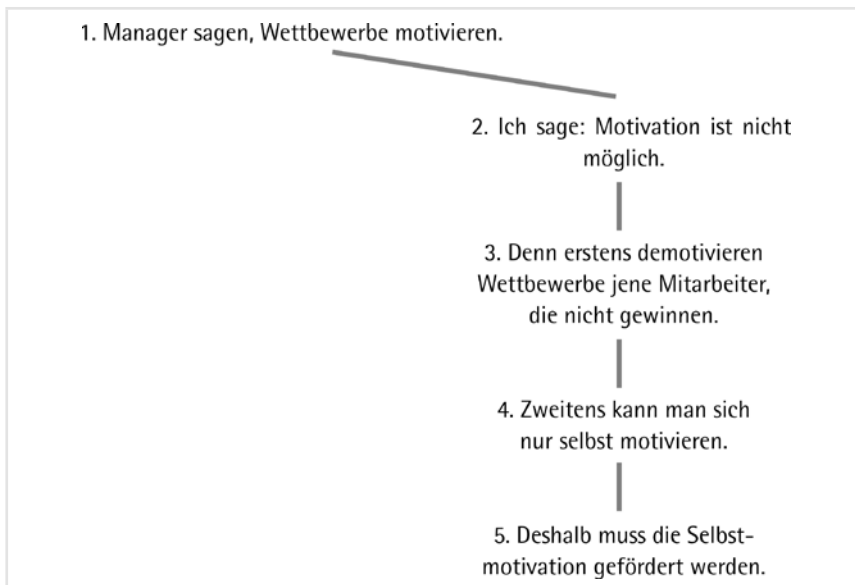 1. Manager sagen, Wettbewerbe motivieren.
2. Ich sage: Motivation ist nicht
möglich.
3. Denn erstens demotivieren
Wettbewerbe jene Mitarbeiter,
die nicht gewinnen.
4. Zweitens kann man sich
nur selbst motivieren.
5. Deshalb muss die Selbst-
motivation gefördert werden.